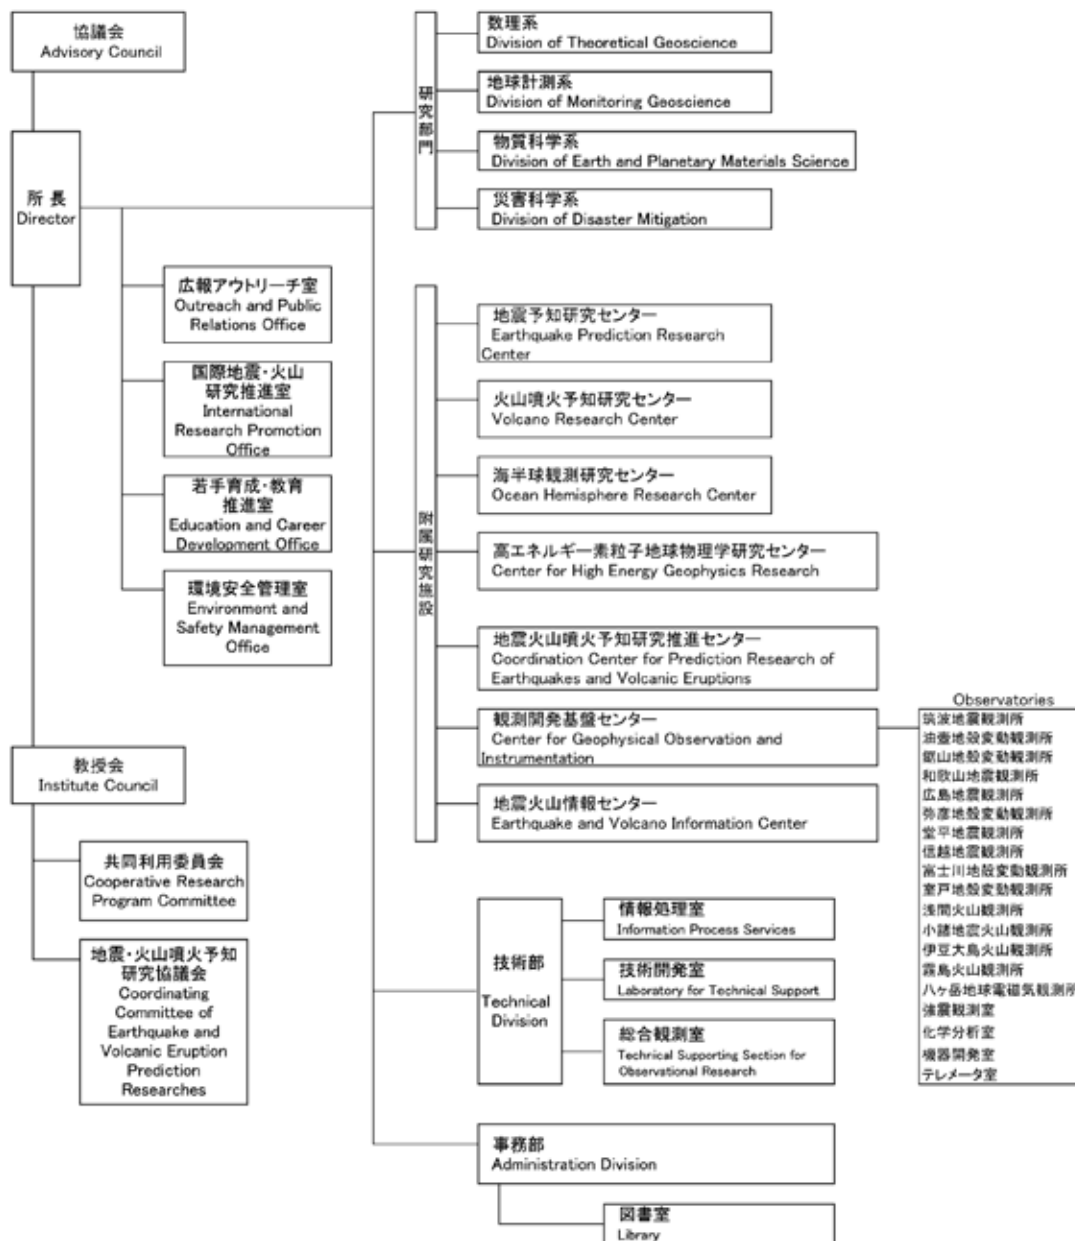 協議会
Advisory Council
所 長
Director
広報アウトリーチ室
Outreach and Public
Relations Office
国際地震・火山
研究推進室
International
Research Promotion
Office
若手育成・教育
推進室
Education and Career
Development Office
環境安全管理室
Environment and
Safety Management
Office
教授会
Institute Council
共同利用委員会
Cooperative Research
Program Committee
地震・火山噴火予知
研究協議会
Coordinating
Committee of
Earthquake and
Volcanic Eruption
Prediction
Researches
研究部門
数理系
Division of Theoretical Geoscience
地球計測系
Division of Monitoring Geoscience
物質科学系
Division of Earth and Planetary Materials Science
災害科学系
Division of Disaster Mitigation
附属研究施設
地震予知研究センター
Earthquake Prediction Research
Center
火山噴火予知研究センター
Volcano Research Center
海半球観測研究センター
Ocean Hemisphere Research Center
高エネルギー素粒子地球物理学研究センター
Center for High Energy Geophysics Research
地震火山噴火予知研究推進センター
Coordination Center for Prediction Research of
Earthquakes and Volcanic Eruptions
観測開発基盤センター
Center for Geophysical Observation and
Instrumentation
地震火山情報センター
Earthquake and Volcano Information Center
Observatories
筑波地震観測所
油壷地殻変動観測所
鋸山地殻変動観測所
和歌山地震観測所
広島地震観測所
弥彦地殻変動観測所
堂平地震観測所
信越地震観測所
富士川地殻変動観測所
室戸地殻変動観測所
浅間火山観測所
小諸地震火山観測所
伊豆大島火山観測所
霧島火山観測所
八ヶ岳地球電磁気観測所
強震観測室
化学分析室
機器開発室
テレメータ室
技術部
Technical
Division
情報処理室
Information Process Services
技術開発室
Laboratory for Technical Support
総合観測室
Technical Supporting Section for
Observational Research
事務部
Administration Division
図書室
Library